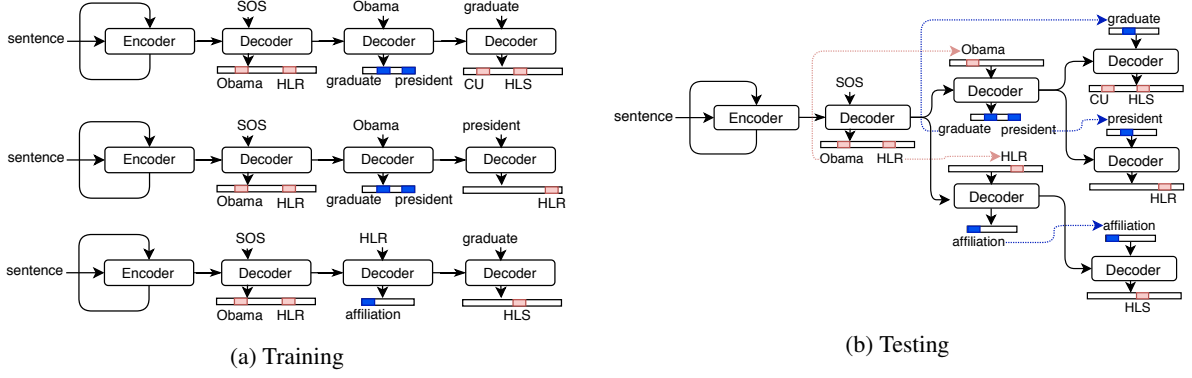 SOS Obama graduate
sentence Encoder Decoder Decoder Decoder
Obama HLR graduate president CU HLS
SOS Obama president
sentence Encoder Decoder Decoder Decoder
Obama HLR graduate president HLR
SOS HLR graduate
sentence Encoder Decoder Decoder Decoder
Obama HLR affiliation HLS
(a) Training
graduate
Obama
Decoder
SOS Decoder
CU HLS
sentence Encoder Decoder
graduate president president
Obama HLR HLR
Decoder
Decoder HLR
affiliation affiliation
Decoder
HLS
(b) Testing